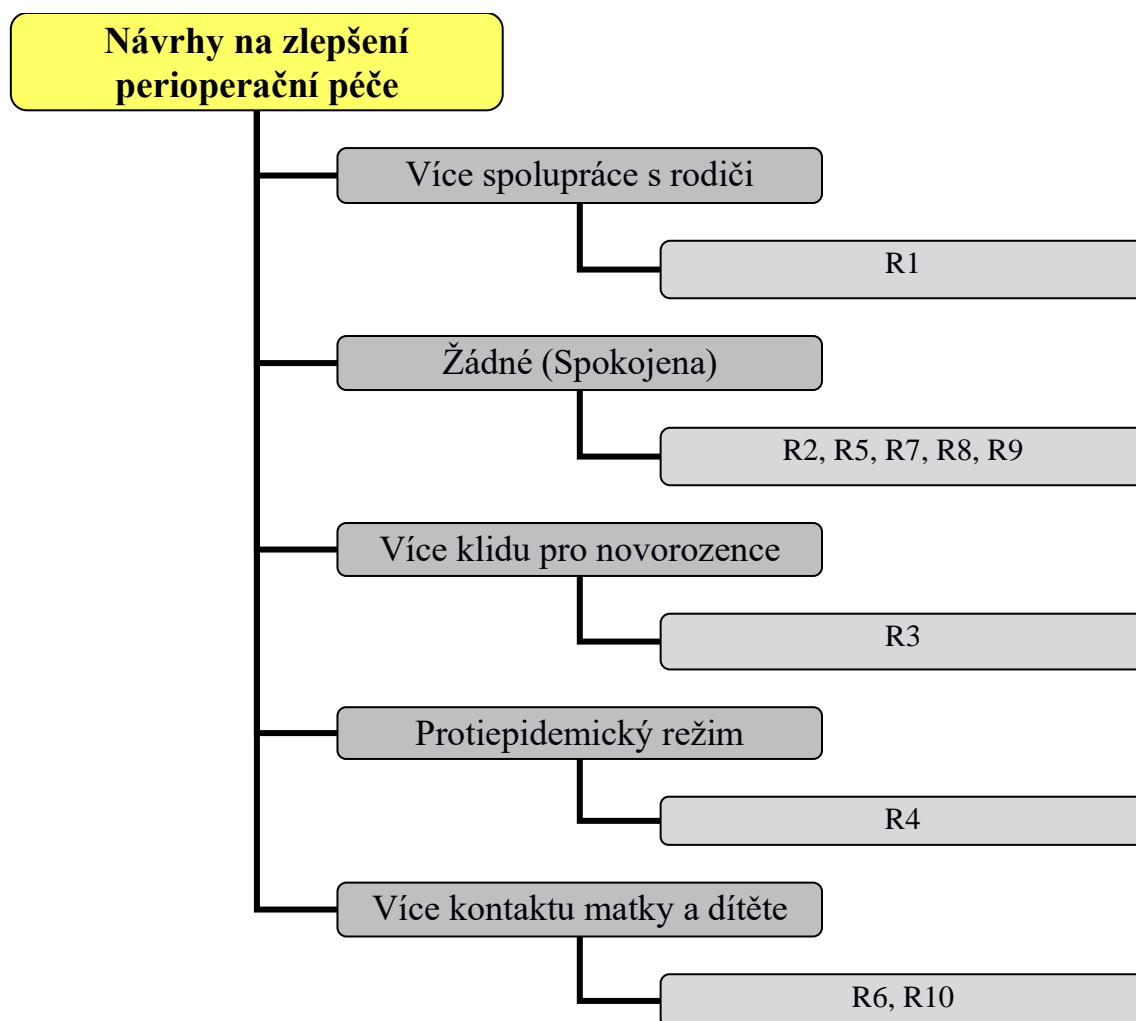 Návrhy na zlepšení
perioperační péče
Více spolupráce s rodiči
R1
Žádné (Spokojena)
R2, R5, R7, R8, R9
Více klidu pro novorozence
R3
Protiepidemický režim
R4
Více kontaktu matky a dítěte
R6, R10